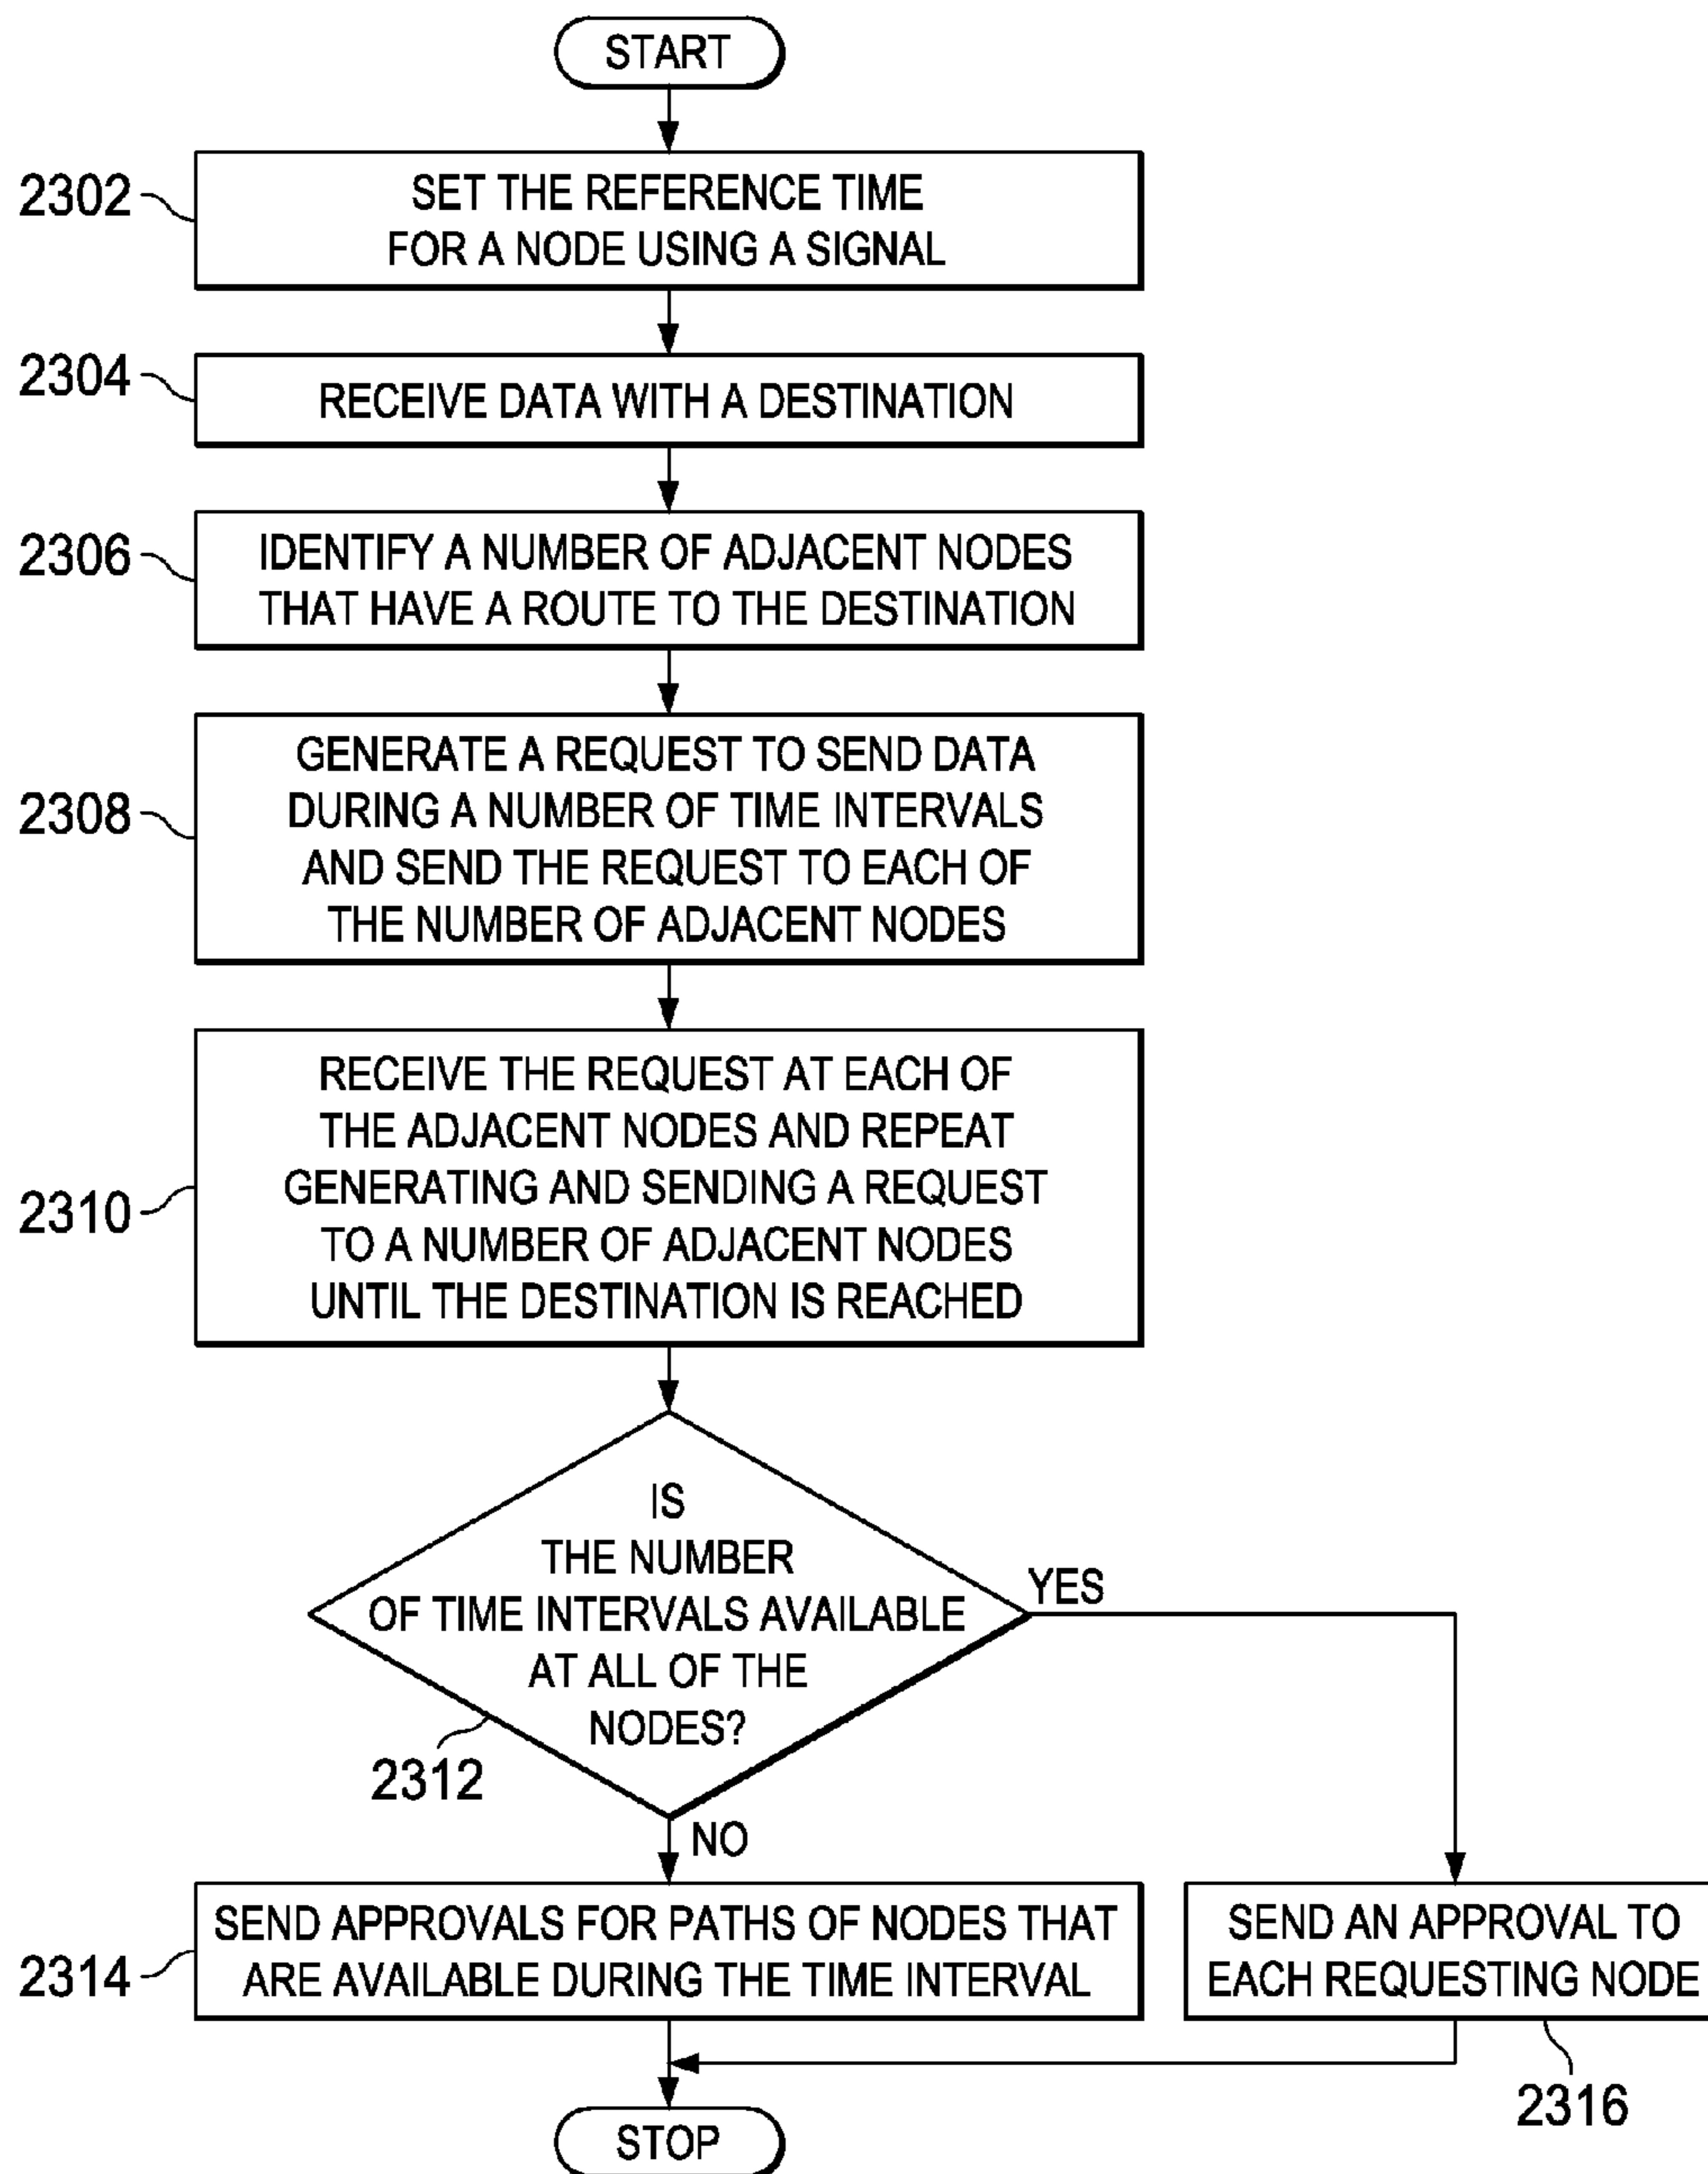 START
2302
SET THE REFERENCE TIME
FOR A NODE USING A SIGNAL
2304
RECEIVE DATA WITH A DESTINATION
2306
IDENTIFY A NUMBER OF ADJACENT NODES
THAT HAVE A ROUTE TO THE DESTINATION
2308
GENERATE A REQUEST TO SEND DATA
DURING A NUMBER OF TIME INTERVALS
AND SEND THE REQUEST TO EACH OF
THE NUMBER OF ADJACENT NODES
2310
RECEIVE THE REQUEST AT EACH OF
THE ADJACENT NODES AND REPEAT
GENERATING AND SENDING A REQUEST
TO A NUMBER OF ADJACENT NODES
UNTIL THE DESTINATION IS REACHED
IS
THE NUMBER
OF TIME INTERVALS AVAILABLE
AT ALL OF THE
NODES?
YES
2312
NO
2314
SEND APPROVALS FOR PATHS OF NODES THAT
ARE AVAILABLE DURING THE TIME INTERVAL
SEND AN APPROVAL TO
EACH REQUESTING NODE
2316
STOP